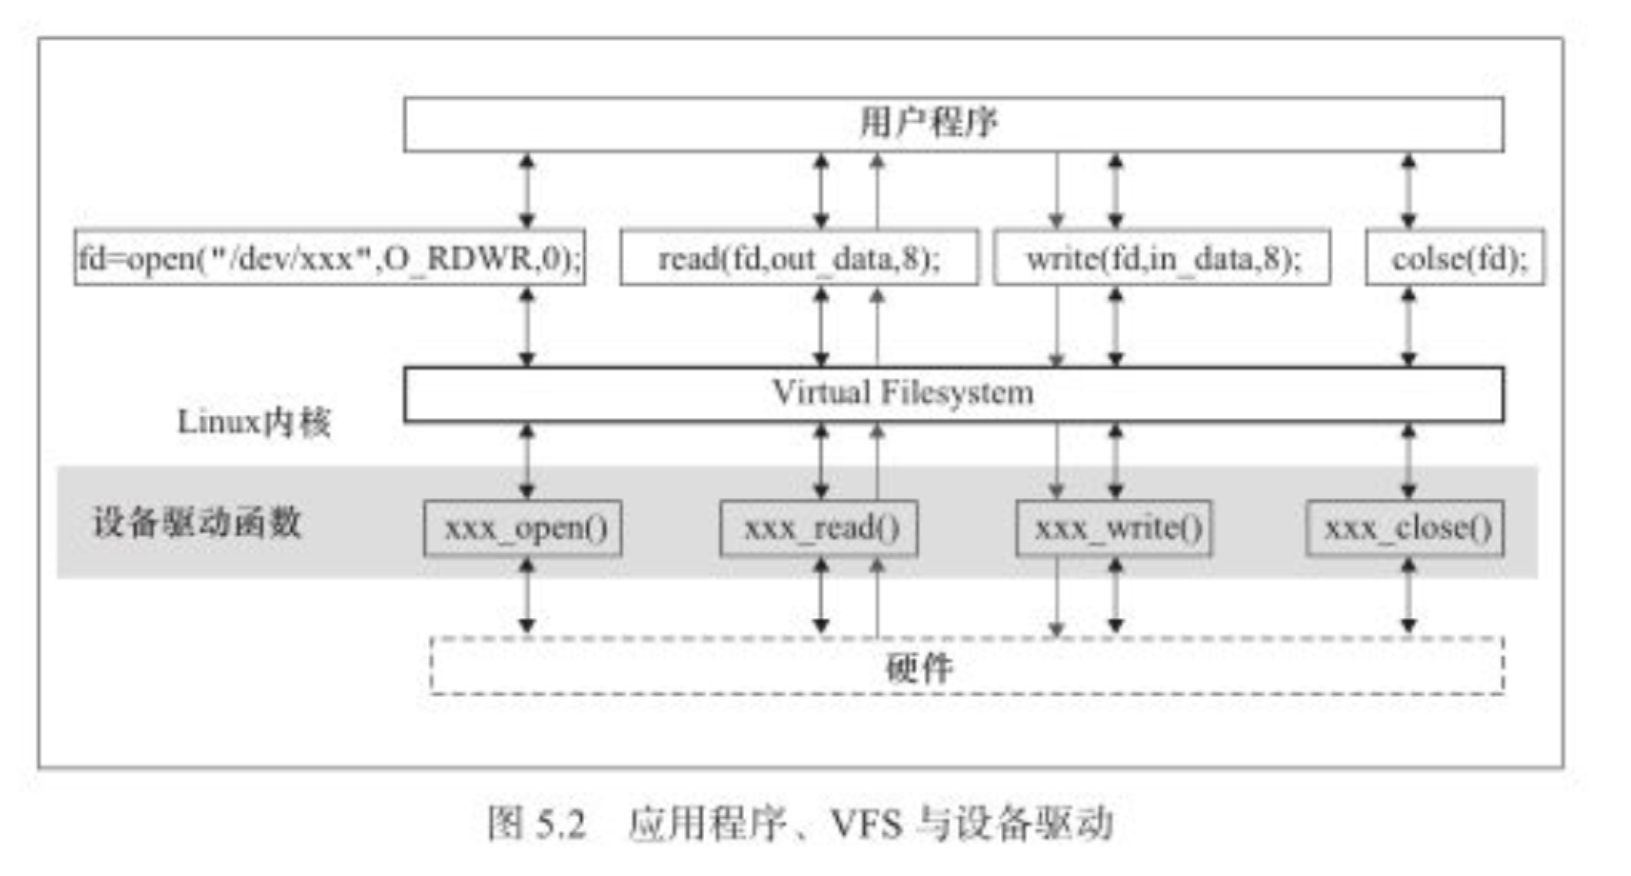 用户程序
fd=open("/dev/xxx",O_RDWR,0);
read(fd,out_data,8);
write(fd,in_data,8);
colse(fd);
Virtual Filesystem
Linux内核
设备驱动函数
xxx_open()
xxx_read()
xxx_write()
xxx_close()
硬件
图 5.2 应用程序、VFS 与设备驱动